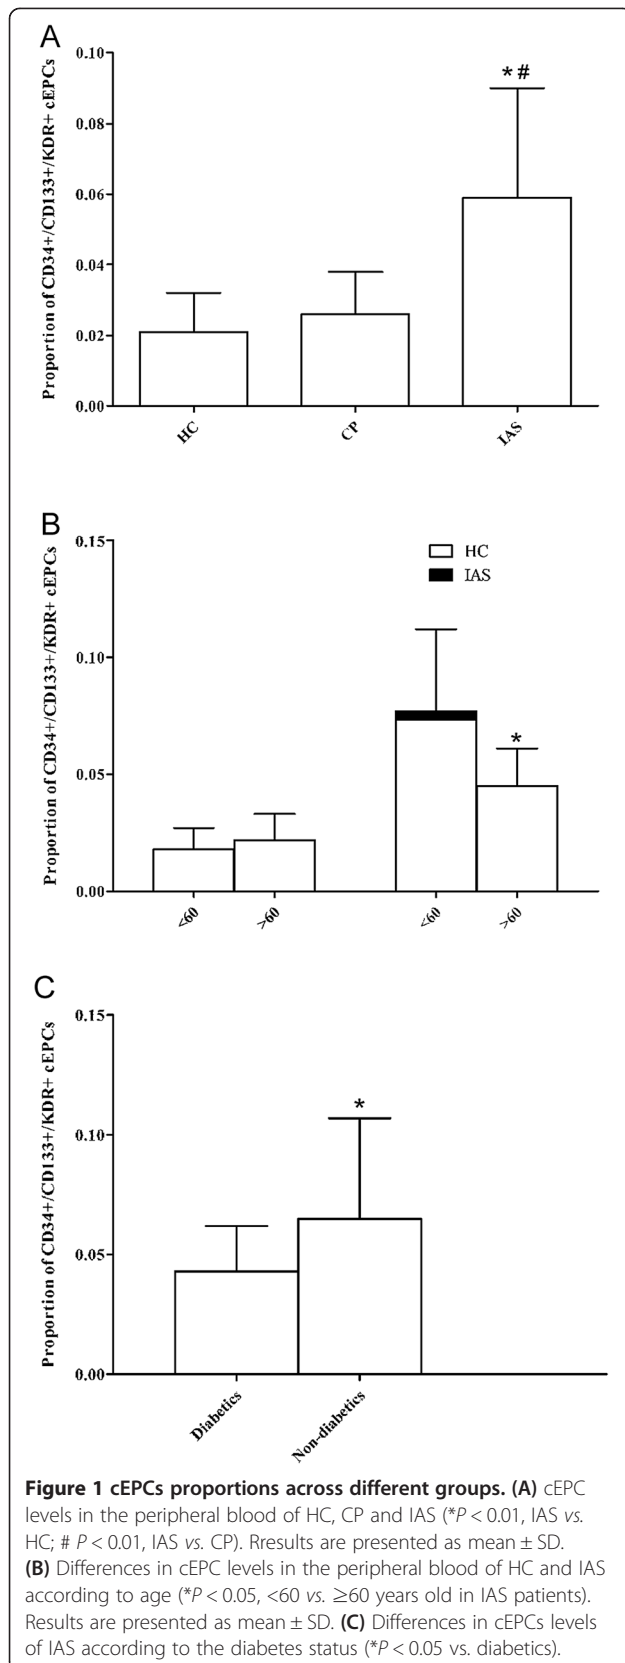 A
Proportion of CD34+/CD133+/KDR+ cEPCs
0.10
0.08
0.06
0.04
0.02
0.00
*#
HC
CP
IAS
B
Proportion of CD34+/CD133+/KDR+ cEPCs
0.15
0.10
0.05
0.00
HC
IAS
*
<60
>60
<60
>60
C
Proportion of CD34+/CD133+/KDR+ cEPCs
0.15
0.10
0.05
0.00
*
Diabetics
Non-diabetics
Figure 1 cEPCs proportions across different groups. (A) cEPC
levels in the peripheral blood of HC, CP and IAS (*P < 0.01, IAS vs.
HC; # P < 0.01, IAS vs. CP). Rresults are presented as mean ± SD.
(B) Differences in cEPC levels in the peripheral blood of HC and IAS
according to age (*P < 0.05, <60 vs. ≥60 years old in IAS patients).
Results are presented as mean ± SD. (C) Differences in cEPCs levels
of IAS according to the diabetes status (*P < 0.05 vs. diabetics).